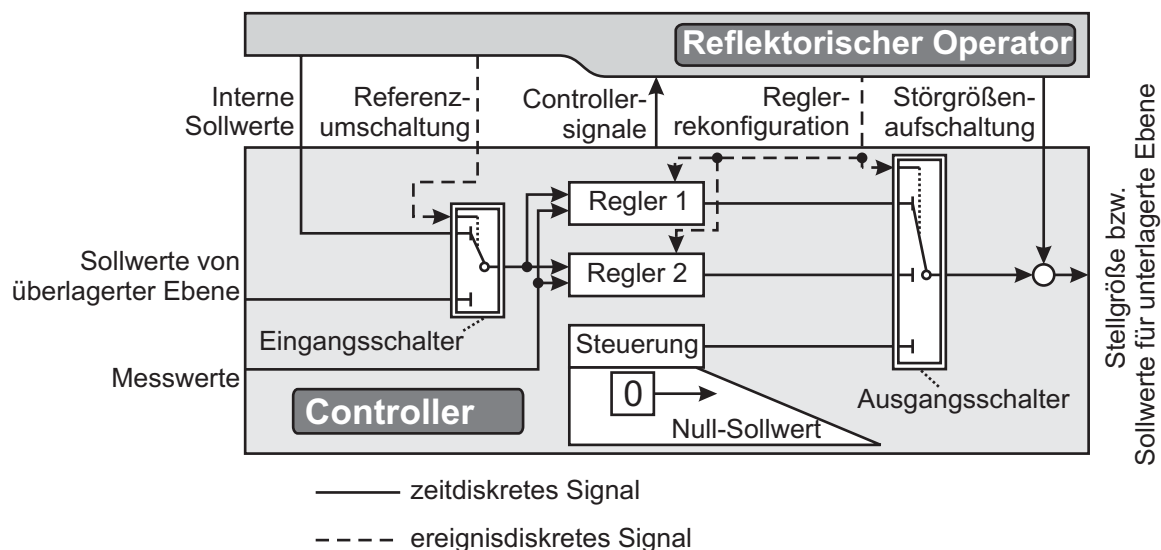 Reflektorischer Operator
Interne
Sollwerte
Referenz-
umschaltung
Controller-
signale
Regler-
rekonfiguration
Störgrößen-
aufschaltung
Regler 1
Regler 2
Sollwerte von
überlagerter Ebene
Eingangsschalter
Steuerung
Messwerte
0
Null-Sollwert
Ausgangsschalter
Controller
Stellgröße bzw.
Sollwerte für unterlagerte Ebene
zeitdiskretes Signal
ereignisdiskretes Signal